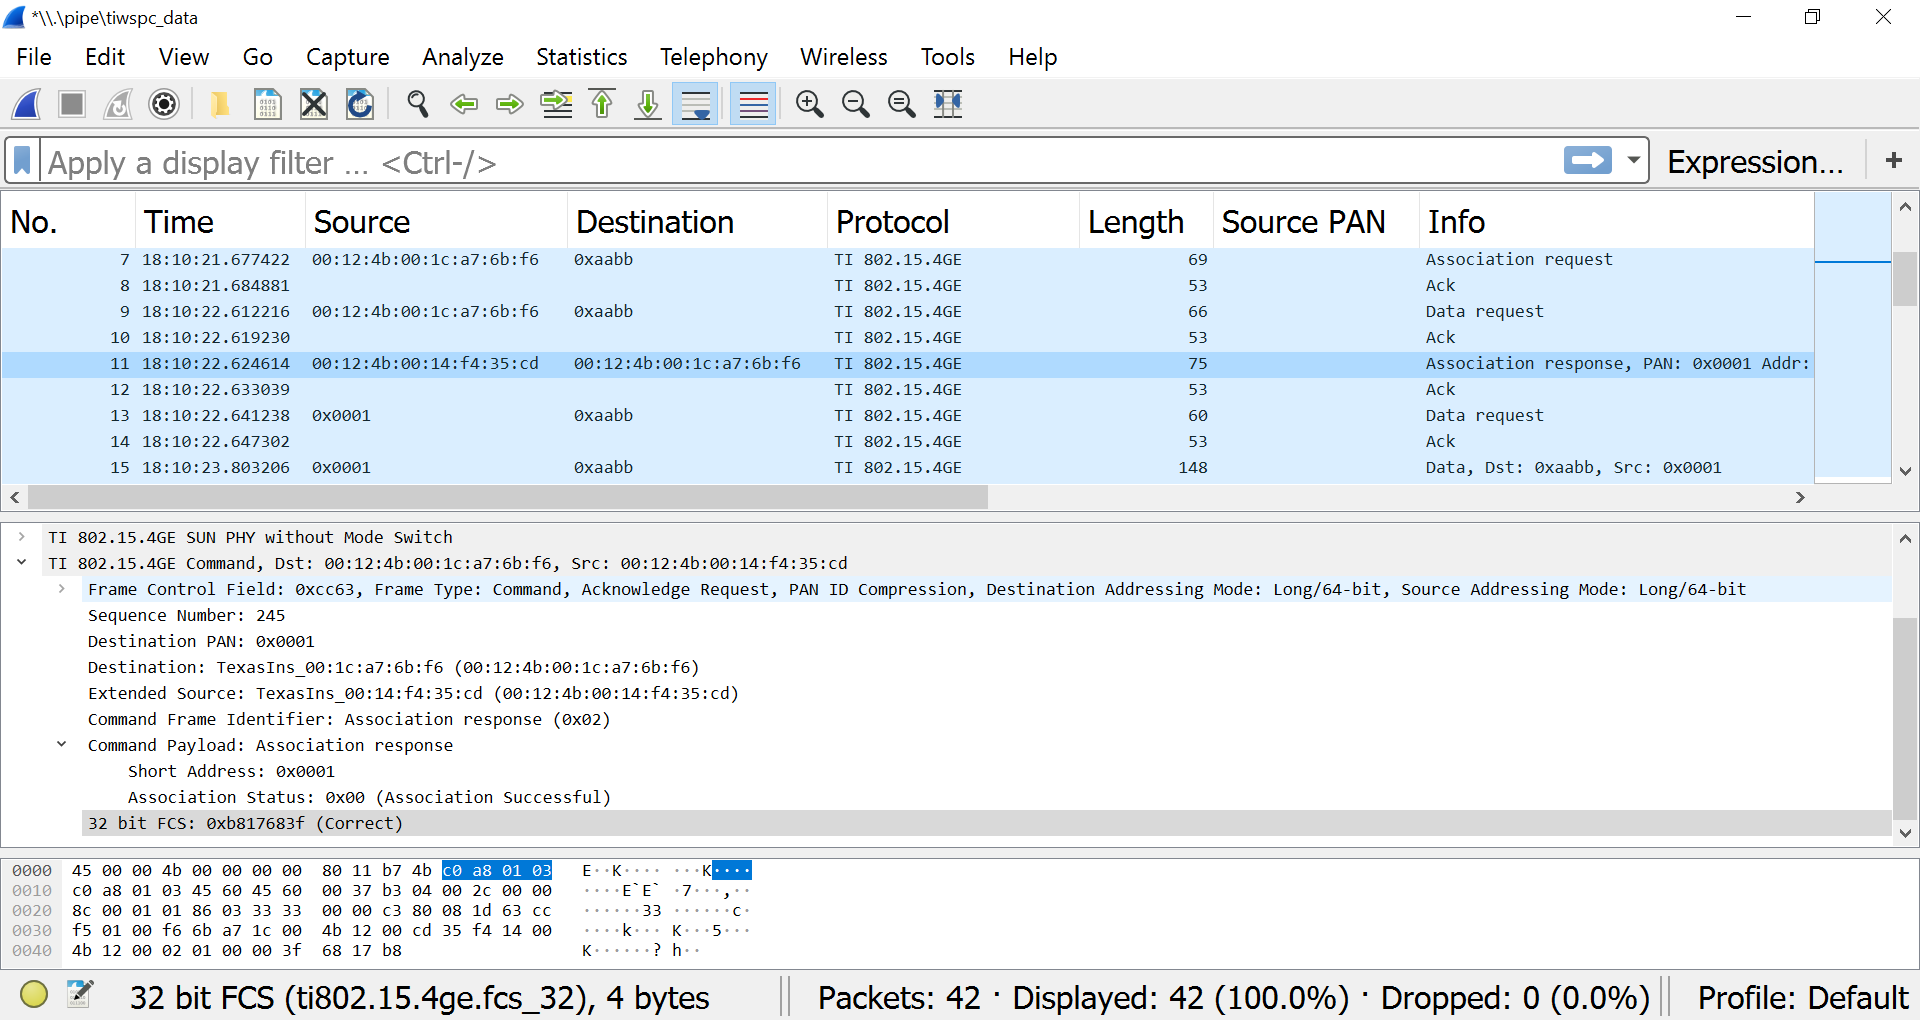 *\\.\pipe\tiwspc_data
File Edit View Go Capture Analyze Statistics Telephony Wireless Tools Help
Apply a display filter ... <Ctrl-/> Expression... +
No. Time Source Destination Protocol Length Source PAN Info
7 18:10:21.677422 00:12:4b:00:1c:a7:6b:f6 0xaabb TI 802.15.4GE 69 Association request
8 18:10:21.684881 TI 802.15.4GE 53 Ack
9 18:10:22.612216 00:12:4b:00:1c:a7:6b:f6 0xaabb TI 802.15.4GE 66 Data request
10 18:10:22.619230 TI 802.15.4GE 53 Ack
11 18:10:22.624614 00:12:4b:00:14:f4:35:cd 00:12:4b:00:1c:a7:6b:f6 TI 802.15.4GE 75 Association response, PAN: 0x0001 Addr:
12 18:10:22.633039 TI 802.15.4GE 53 Ack
13 18:10:22.641238 0x0001 0xaabb TI 802.15.4GE 60 Data request
14 18:10:22.647302 TI 802.15.4GE 53 Ack
15 18:10:23.803206 0x0001 0xaabb TI 802.15.4GE 148 Data, Dst: 0xaabb, Src: 0x0001
TI 802.15.4GE SUN PHY without Mode Switch
TI 802.15.4GE Command, Dst: 00:12:4b:00:1c:a7:6b:f6, Src: 00:12:4b:00:14:f4:35:cd
Frame Control Field: 0xcc63, Frame Type: Command, Acknowledge Request, PAN ID Compression, Destination Addressing Mode: Long/64-bit, Source Addressing Mode: Long/64-bit
Sequence Number: 245
Destination PAN: 0x0001
Destination: TexasIns_00:1c:a7:6b:f6 (00:12:4b:00:1c:a7:6b:f6)
Extended Source: TexasIns_00:14:f4:35:cd (00:12:4b:00:14:f4:35:cd)
Command Frame Identifier: Association response (0x02)
Command Payload: Association response
Short Address: 0x0001
Association Status: 0x00 (Association Successful)
32 bit FCS: 0xb817683f (Correct)
0000 45 00 00 4b 00 00 00 00 80 11 b7 4b c0 a8 01 03 E··K···· ···K····
0010 c0 a8 01 03 45 60 45 60 00 37 b3 04 00 2c 00 00 ····E`E` ·7···,··
0020 8c 00 01 01 86 03 33 33 00 00 c3 80 08 1d 63 cc ······33 ······c·
0030 f5 01 00 f6 6b a7 1c 00 4b 12 00 cd 35 f4 14 00 ····k··· K···5···
0040 4b 12 00 02 01 00 00 3f 68 17 b8 K······? h··
32 bit FCS (ti802.15.4ge.fcs_32), 4 bytes Packets: 42 · Displayed: 42 (100.0%) · Dropped: 0 (0.0%) Profile: Default